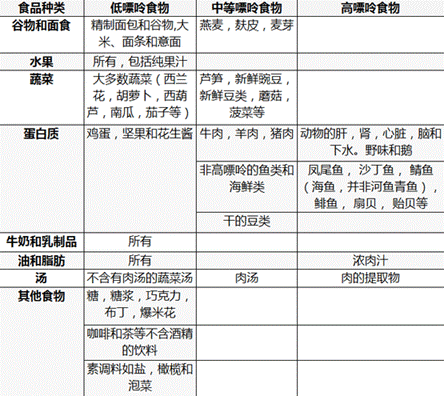 食品种类 低嘌呤食物 中等嘌呤食物 高嘌呤食物
谷物和面食 精制面包和谷物,大 燕麦，麸皮，麦芽
米、面条和意面
水果 所有，包括纯果汁
蔬菜 大多数蔬菜（西兰 芦笋，新鲜豌豆，
花，胡萝卜，西葫 新鲜豆类，蘑菇，
芦，南瓜，茄子等） 菠菜等
蛋白质 鸡蛋，坚果和花生酱 牛肉，羊肉，猪肉 动物的肝，肾，心脏，脑和
下水。野味和鹅
非高嘌呤的鱼类和 凤尾鱼，沙丁鱼，鲭鱼
海鲜类 （海鱼，并非河鱼青鱼），
鲱鱼，扇贝，贻贝等
干的豆类
牛奶和乳制品 所有
油和脂肪 所有 浓肉汁
汤 不含有肉汤的蔬菜汤 肉汤 肉的提取物
其他食物 糖，糖浆，巧克力，
布丁，爆米花
咖啡和茶等不含酒精
的饮料
素调料如盐，橄榄和
泡菜